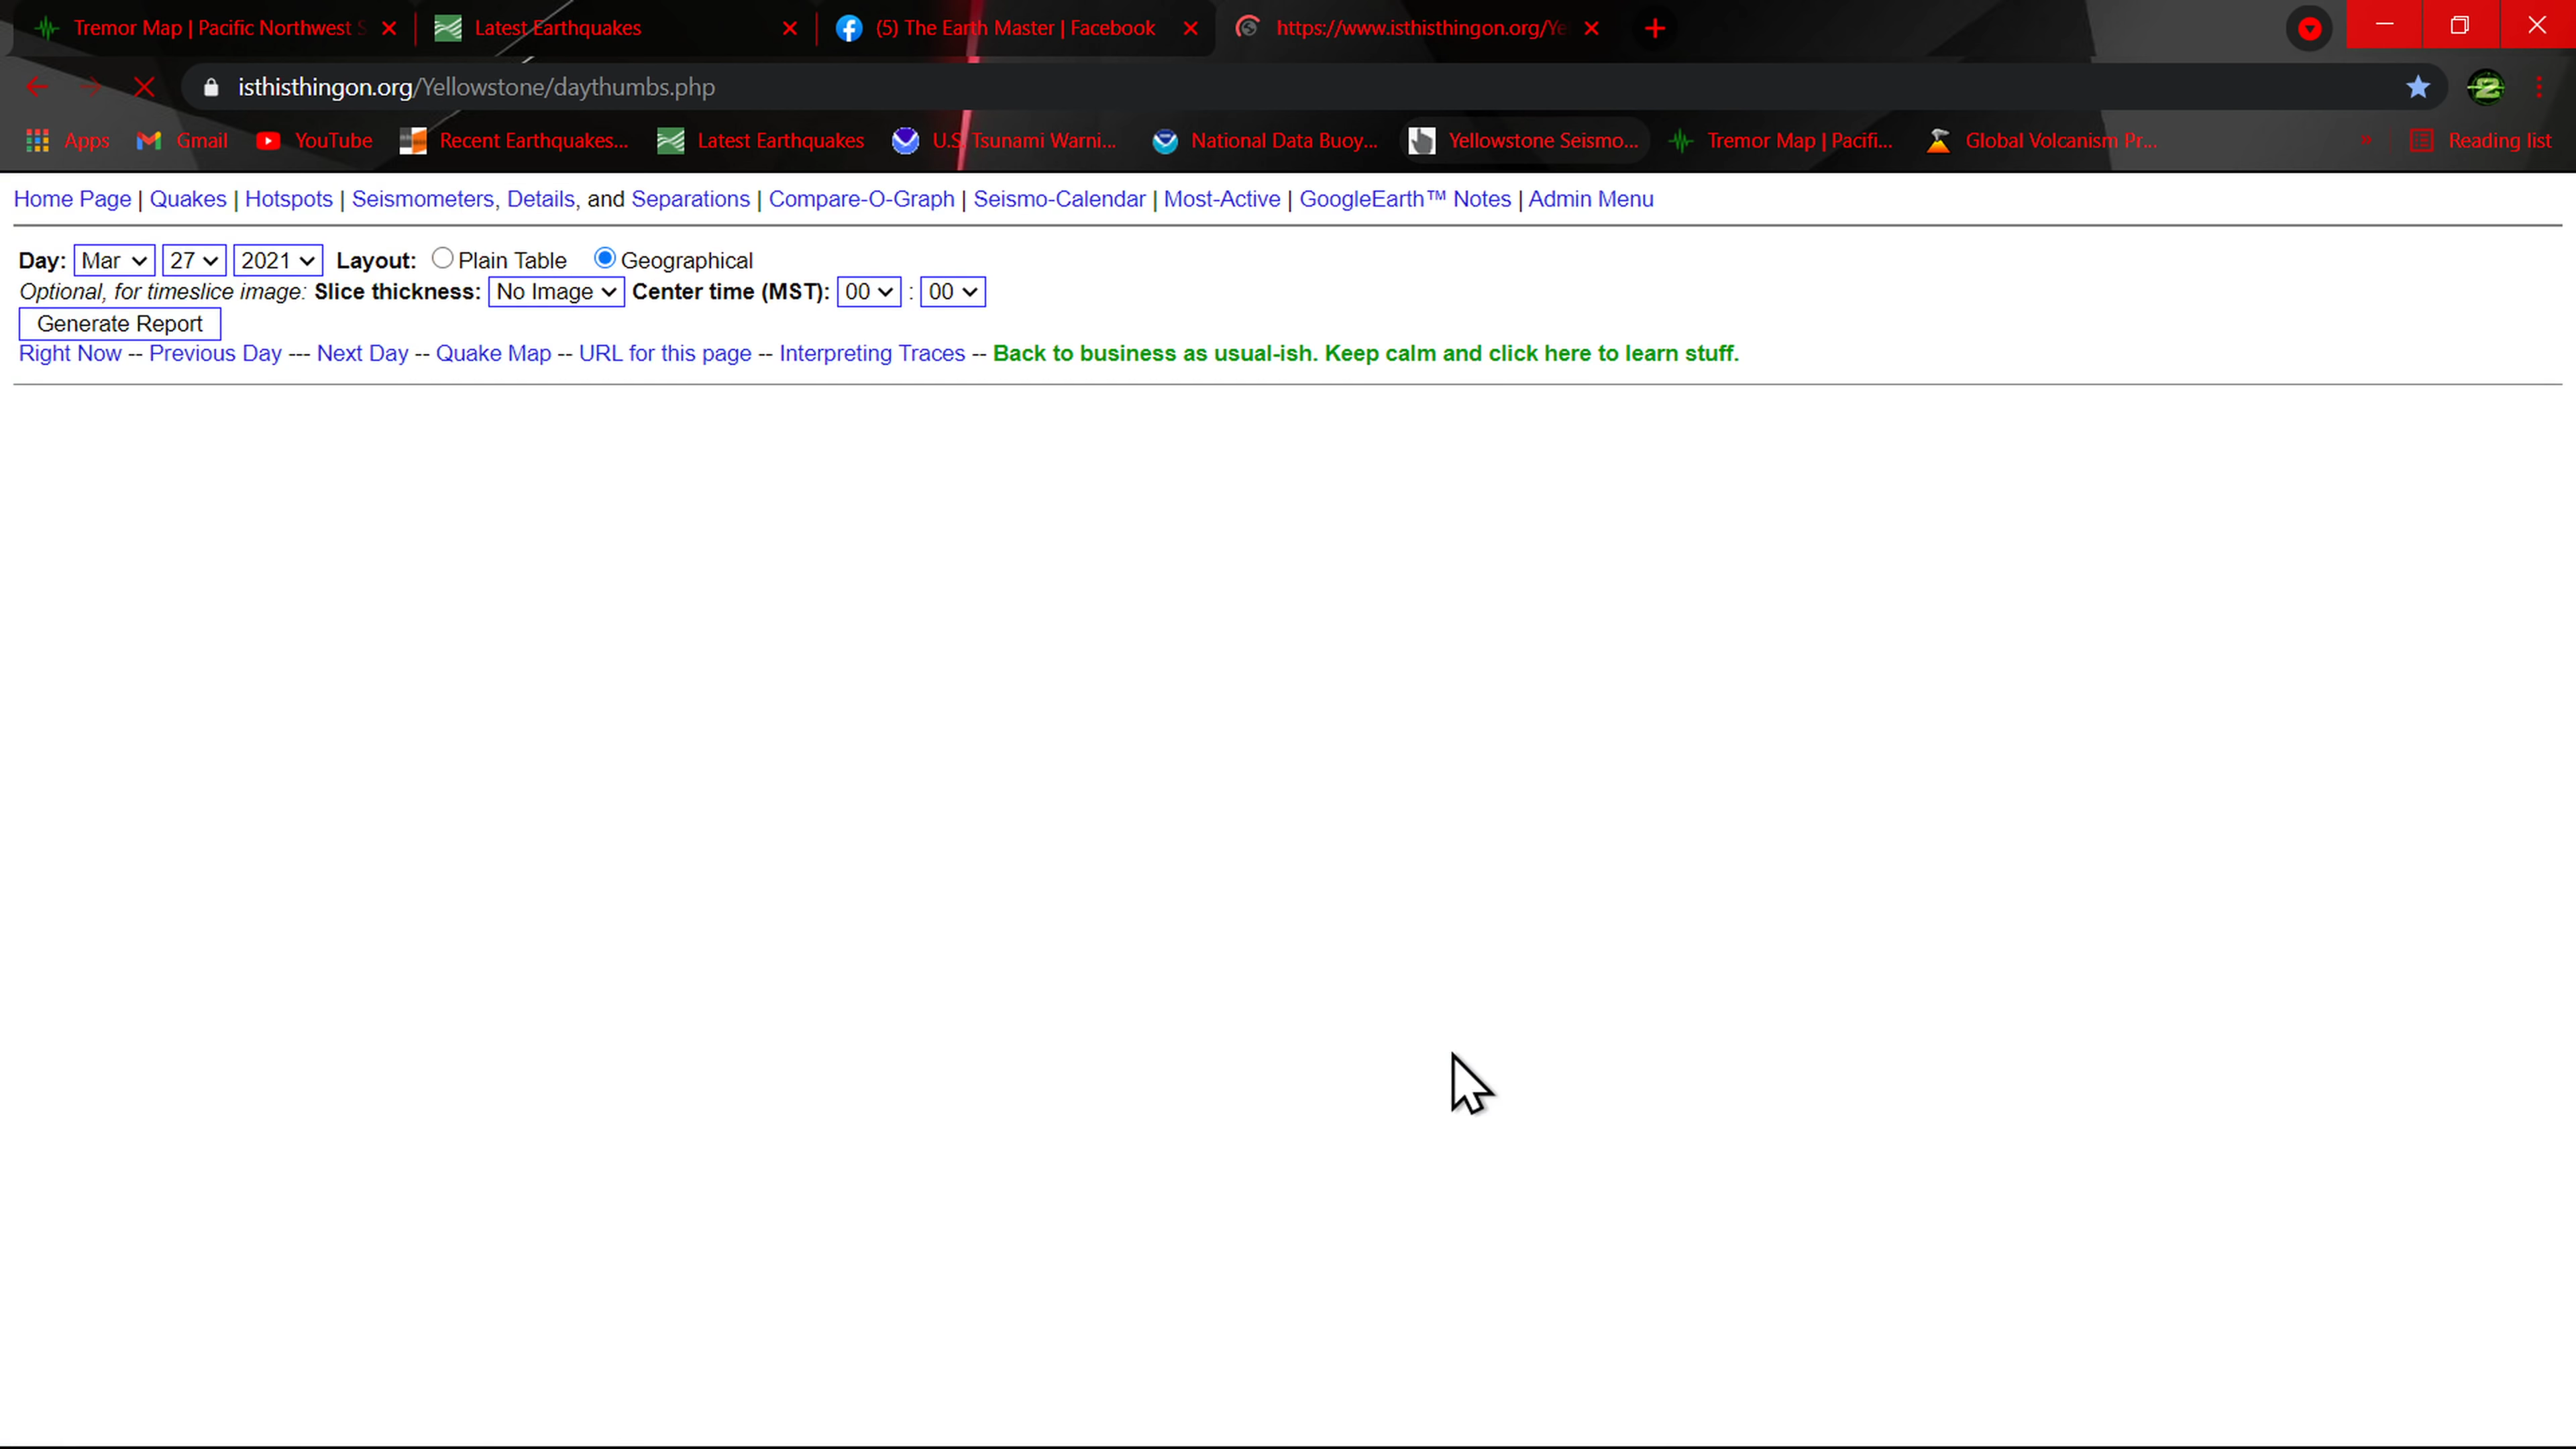 Tremor Map | Pacific Northwest S
Latest Earthquakes
(5) The Earth Master | Facebook
https://www.isthisthingon.org/Ye
isthisthingon.org/Yellowstone/daythumbs.php
Apps Gmail YouTube Recent Earthquakes... Latest Earthquakes U.S. Tsunami Warni... National Data Buoy... Yellowstone Seismo... Tremor Map | Pacifi... Global Volcanism Pr... » Reading list
Home Page | Quakes | Hotspots | Seismometers, Details, and Separations | Compare-O-Graph | Seismo-Calendar | Most-Active | GoogleEarth™ Notes | Admin Menu
Day: Mar 27 2021 Layout: Plain Table Geographical
Optional, for timeslice image: Slice thickness: No Image Center time (MST): 00 : 00
Generate Report
Right Now -- Previous Day --- Next Day -- Quake Map -- URL for this page -- Interpreting Traces -- Back to business as usual-ish. Keep calm and click here to learn stuff.